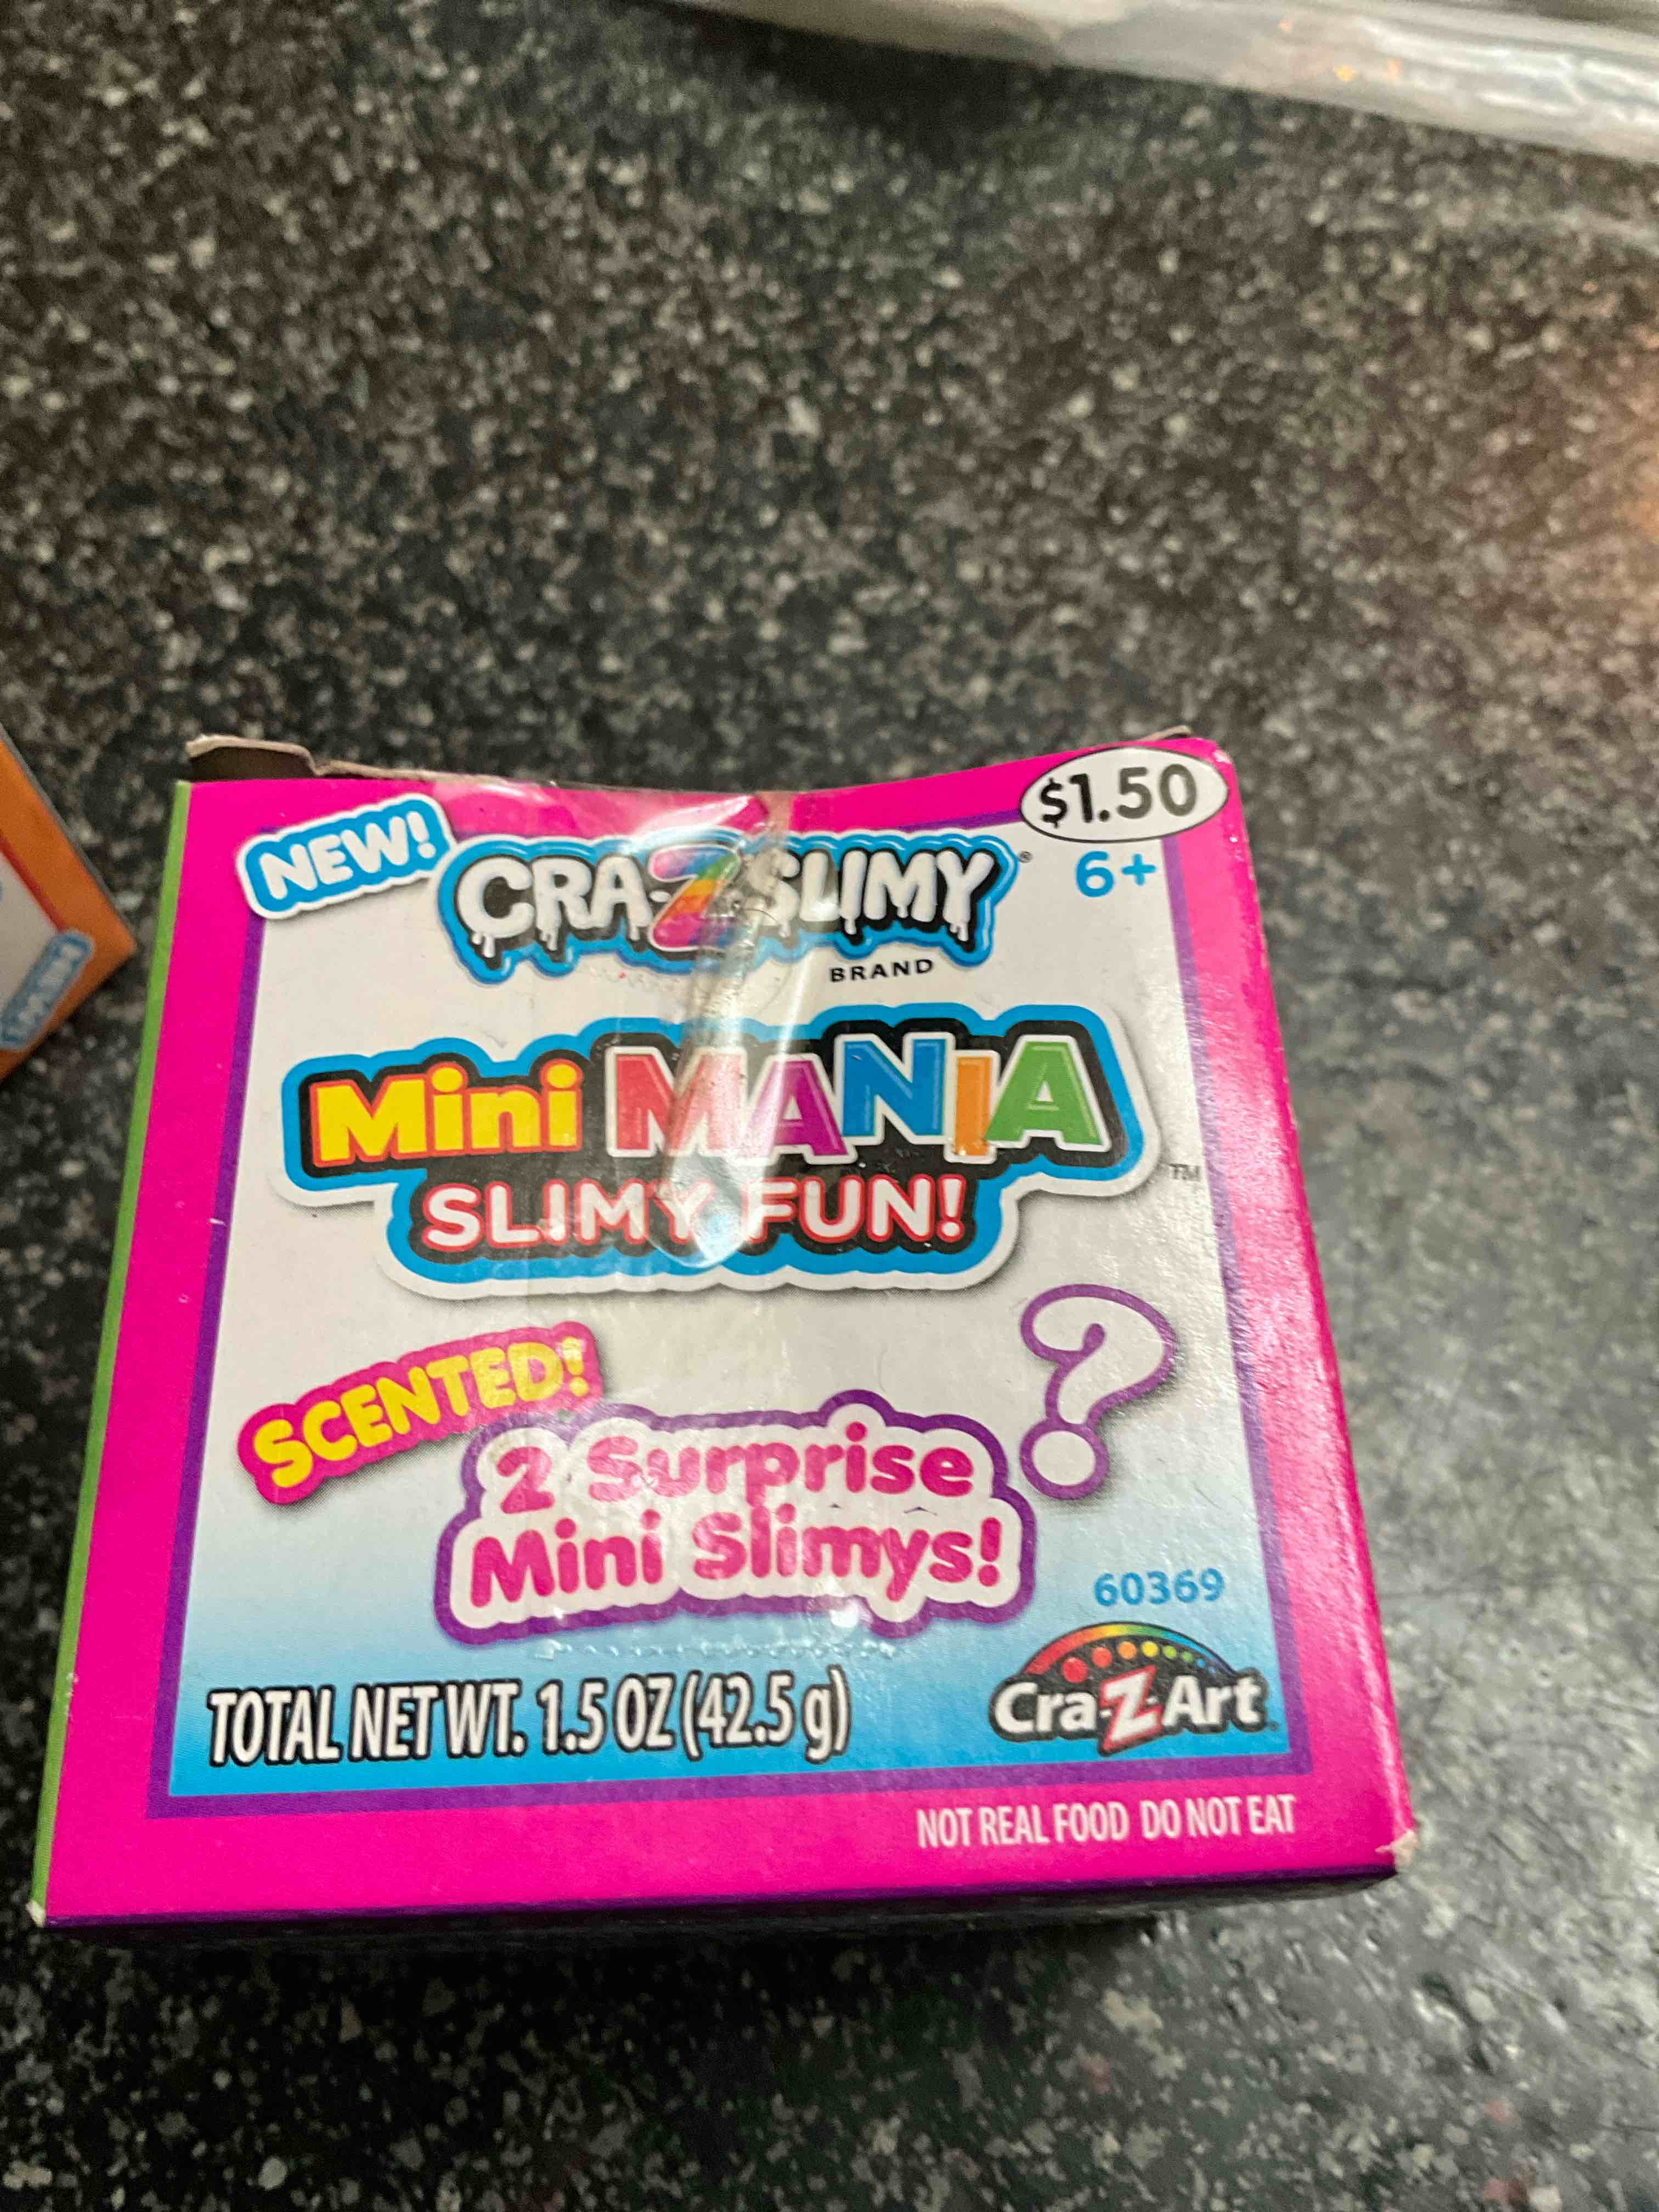 $1.50
NEW!
CRA-Z-SLIMY®
6+
BRAND
Mini MANIA
SLIMY FUN!
TM
SCENTED!
?
2 Surprise
Mini Slimys!
60369
TOTAL NET WT. 1.5 OZ (42.5 g)
Cra-Z-Art
NOT REAL FOOD DO NOT EAT